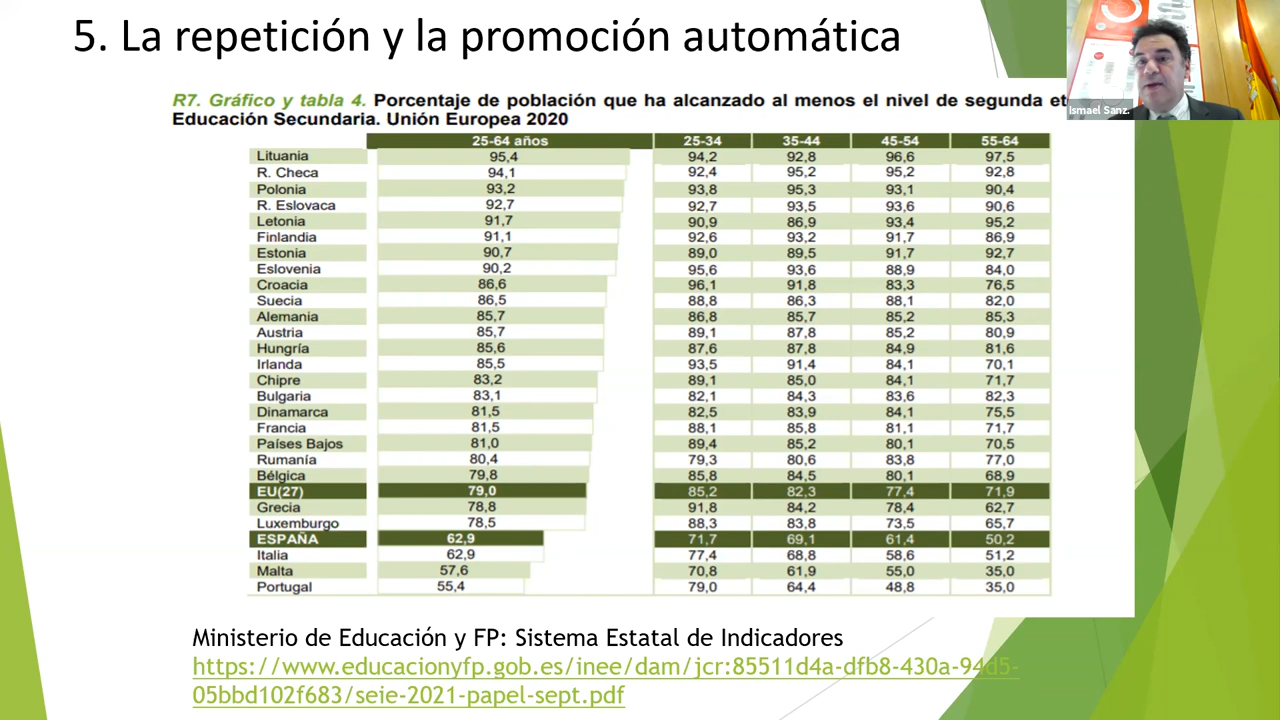 5. La repetición y la promoción automática
Ismael Sanz.
R7. Gráfico y tabla 4. Porcentaje de población que ha alcanzado al menos el nivel de segunda et
Educación Secundaria. Unión Europea 2020
25-64 años 25-34 35-44 45-54 55-64
Lituania 95,4 94,2 92,8 96,6 97,5
R. Checa 94,1 92,4 95,2 95,2 92,8
Polonia 93,2 93,8 95,3 93,1 90,4
R. Eslovaca 92,7 92,7 93,5 93,6 90,6
Letonia 91,7 90,9 86,9 93,4 95,2
Finlandia 91,1 92,6 93,2 91,7 86,9
Estonia 90,7 89,0 89,5 91,7 92,7
Eslovenia 90,2 95,6 93,6 88,9 84,0
Croacia 86,6 96,1 91,8 83,3 76,5
Suecia 86,5 88,8 86,3 88,1 82,0
Alemania 85,7 86,8 85,7 85,2 85,3
Austria 85,7 89,1 87,8 85,2 80,9
Hungría 85,6 87,6 87,8 84,9 81,6
Irlanda 85,5 93,5 91,4 84,1 70,1
Chipre 83,2 89,1 85,0 84,1 71,7
Bulgaria 83,1 82,1 84,3 83,6 82,3
Dinamarca 81,5 82,5 83,9 84,1 75,5
Francia 81,5 88,1 85,8 81,1 71,7
Países Bajos 81,0 89,4 85,2 80,1 70,5
Rumanía 80,4 79,3 80,6 83,8 77,0
Bélgica 79,8 85,8 84,5 80,1 68,9
EU(27) 79,0 85,2 82,3 77,4 71,9
Grecia 78,8 91,8 84,2 78,4 62,7
Luxemburgo 78,5 88,3 83,8 73,5 65,7
ESPAÑA 62,9 71,7 69,1 61,4 50,2
Italia 62,9 77,4 68,8 58,6 51,2
Malta 57,6 70,8 61,9 55,0 35,0
Portugal 55,4 79,0 64,4 48,8 35,0
Ministerio de Educación y FP: Sistema Estatal de Indicadores
https://www.educacionyfp.gob.es/inee/dam/jcr:85511d4a-dfb8-430a-94d5-
05bbd102f683/seie-2021-papel-sept.pdf